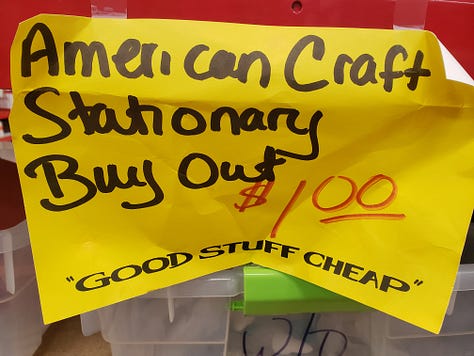 American Craft
Stationary
Buy Out
$1.00
"GOOD STUFF CHEAP"